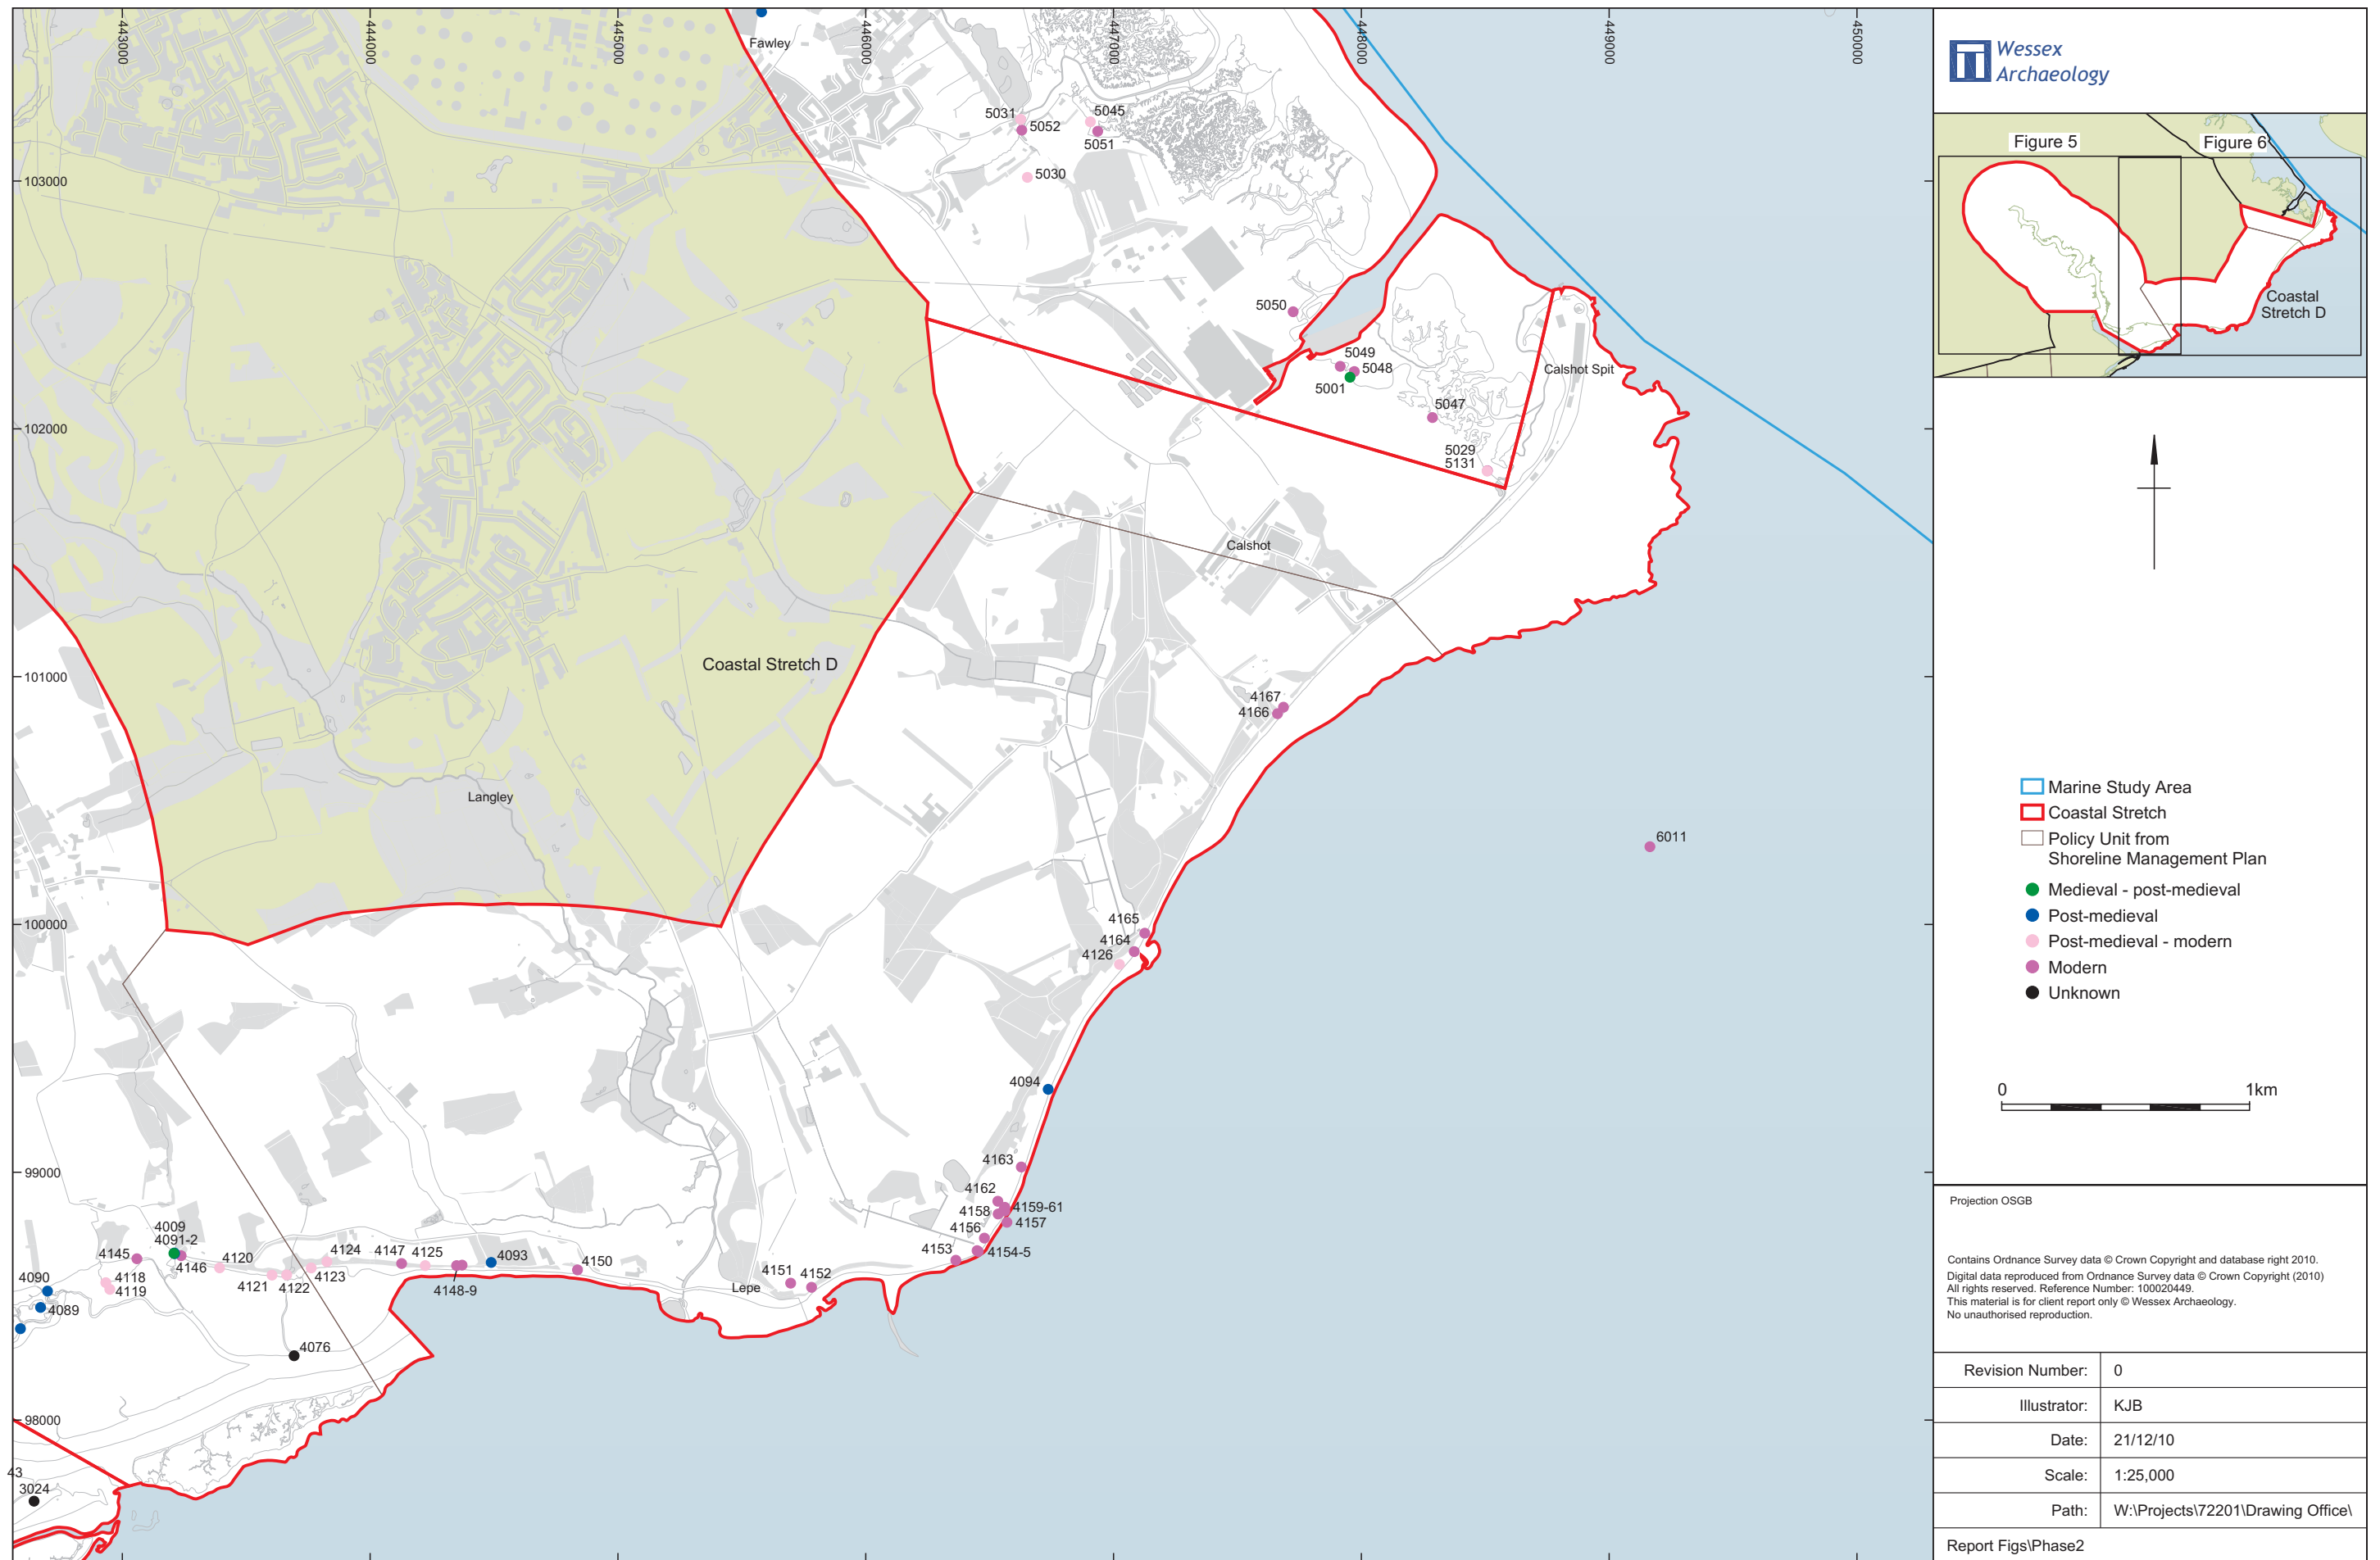 443000
444000
445000
446000
447000
448000
449000
450000
Fawley
5031
5052
5045
5051
5030
103000
5050
5049
5048
5001
Calshot Spit
5047
102000
5029
5131
Calshot
Coastal Stretch D
101000
4167
4166
Langley
6011
100000
4165
4164
4126
4094
99000
4163
4162
4159-61
4158
4157
4156
4154-5
4153
4009
4091-2
4145
4146
4120
4124
4147
4125
4093
4150
4090
4118
4119
4121
4122
4123
4148-9
4151
4152
Lepe
4089
4076
98000
43
3024
Wessex
Archaeology
Figure 5
Figure 6
Coastal
Stretch D
Marine Study Area
Coastal Stretch
Policy Unit from
Shoreline Management Plan
Medieval - post-medieval
Post-medieval
Post-medieval - modern
Modern
Unknown
0 1km
Projection OSGB
Contains Ordnance Survey data © Crown Copyright and database right 2010.
Digital data reproduced from Ordnance Survey data © Crown Copyright (2010)
All rights reserved. Reference Number: 100020449.
This material is for client report only © Wessex Archaeology.
No unauthorised reproduction.
Revision Number: 0
Illustrator: KJB
Date: 21/12/10
Scale: 1:25,000
Path: W:\Projects\72201\Drawing Office\
Report Figs\Phase2